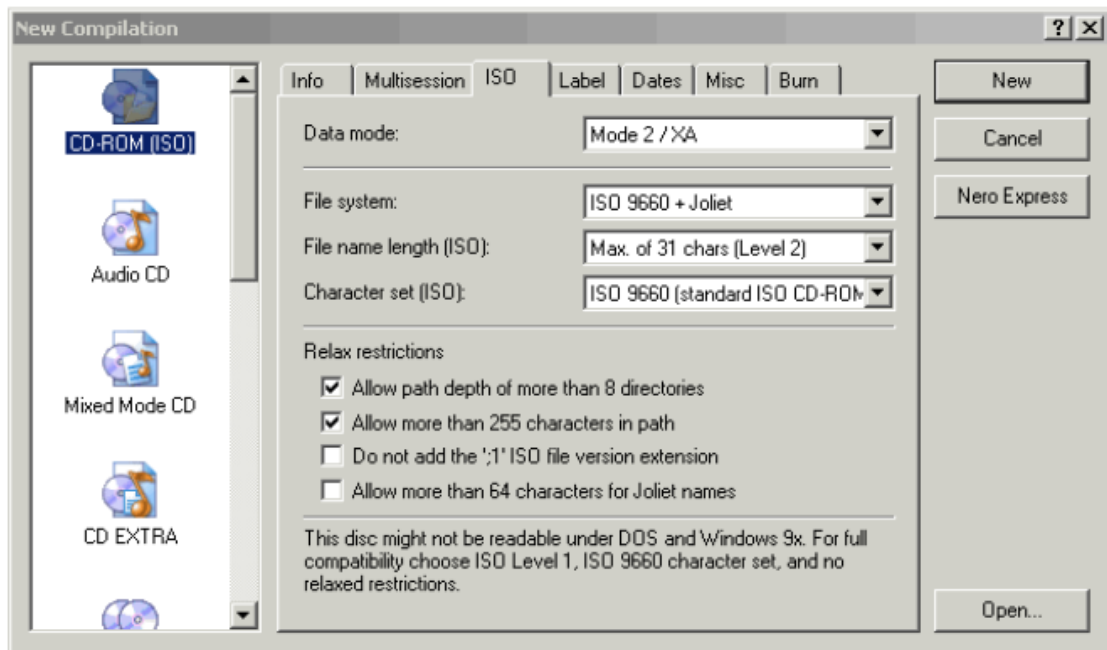 New Compilation
CD-ROM (ISO)
Audio CD
Mixed Mode CD
CD EXTRA
Info Multisession ISO Label Dates Misc Burn
Data mode: Mode 2 / XA
File system: ISO 9660 + Joliet
File name length (ISO): Max. of 31 chars (Level 2)
Character set (ISO): ISO 9660 (standard ISO CD-ROM
Relax restrictions
Allow path depth of more than 8 directories
Allow more than 255 characters in path
Do not add the ';1' ISO file version extension
Allow more than 64 characters for Joliet names
This disc might not be readable under DOS and Windows 9x. For full
compatibility choose ISO Level 1, ISO 9660 character set, and no
relaxed restrictions.
New
Cancel
Nero Express
Open...